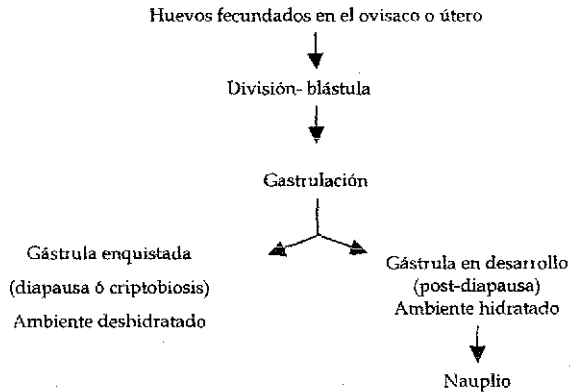 Huevos fecundados en el ovisaco o útero
División- blástula
Gastrulación
Gástrula enquistada
(diapausa ó criptobiosis)
Ambiente deshidratado
Gástrula en desarrollo
(post-diapausa)
Ambiente hidratado
Nauplio